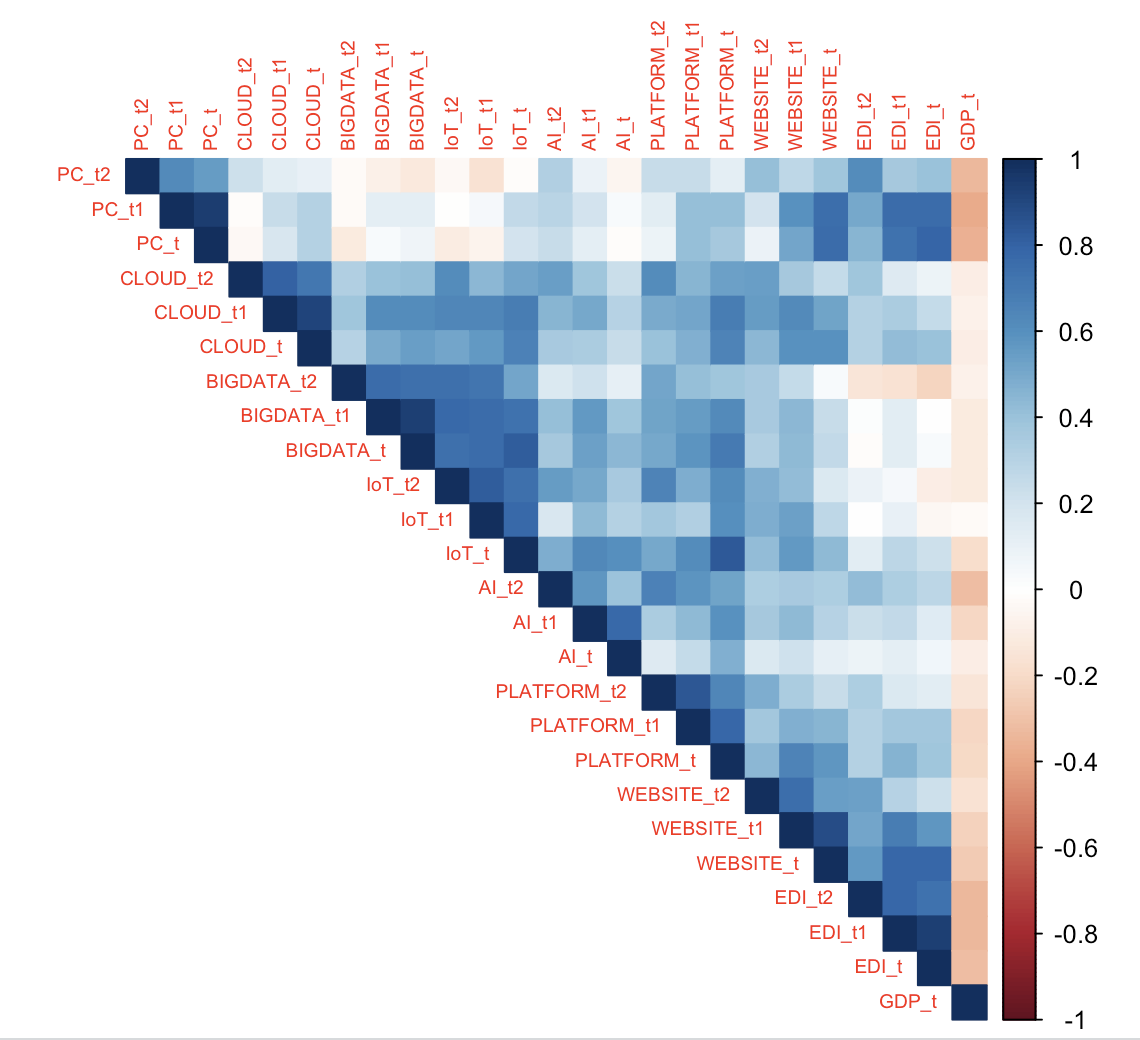 PC_t2
PC_t1
PC_t
CLOUD_t2
CLOUD_t1
CLOUD_t
BIGDATA_t2
BIGDATA_t1
BIGDATA_t
IoT_t2
IoT_t1
IoT_t
AI_t2
AI_t1
AI_t
PLATFORM_t2
PLATFORM_t1
PLATFORM_t
WEBSITE_t2
WEBSITE_t1
WEBSITE_t
EDI_t2
EDI_t1
EDI_t
GDP_t
PC_t2
PC_t1
PC_t
CLOUD_t2
CLOUD_t1
CLOUD_t
BIGDATA_t2
BIGDATA_t1
BIGDATA_t
IoT_t2
IoT_t1
IoT_t
AI_t2
AI_t1
AI_t
PLATFORM_t2
PLATFORM_t1
PLATFORM_t
WEBSITE_t2
WEBSITE_t1
WEBSITE_t
EDI_t2
EDI_t1
EDI_t
GDP_t
1
0.8
0.6
0.4
0.2
0
-0.2
-0.4
-0.6
-0.8
-1